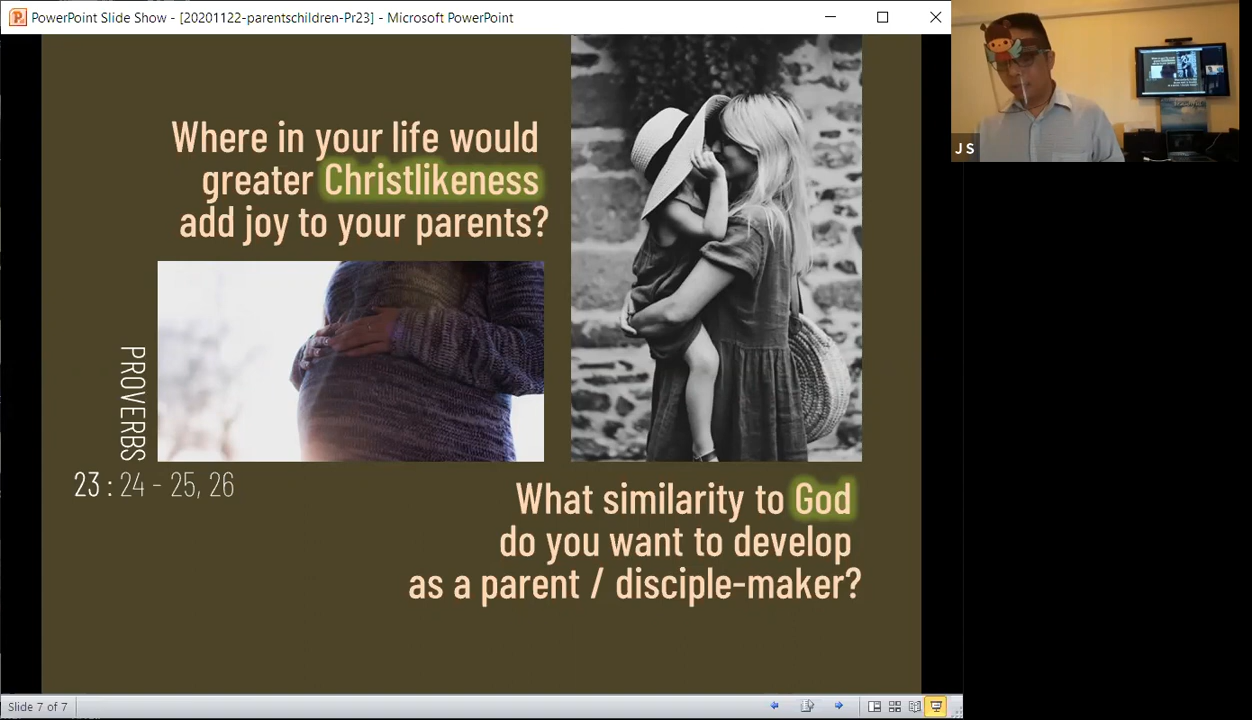 PowerPoint Slide Show - [20201122-parentschildren-Pr23] - Microsoft PowerPoint
Where in your life would
greater Christlikeness
add joy to your parents?
PROVERBS
23 : 24 - 25, 26
What similarity to God
do you want to develop
as a parent / disciple-maker?
J S
Slide 7 of 7